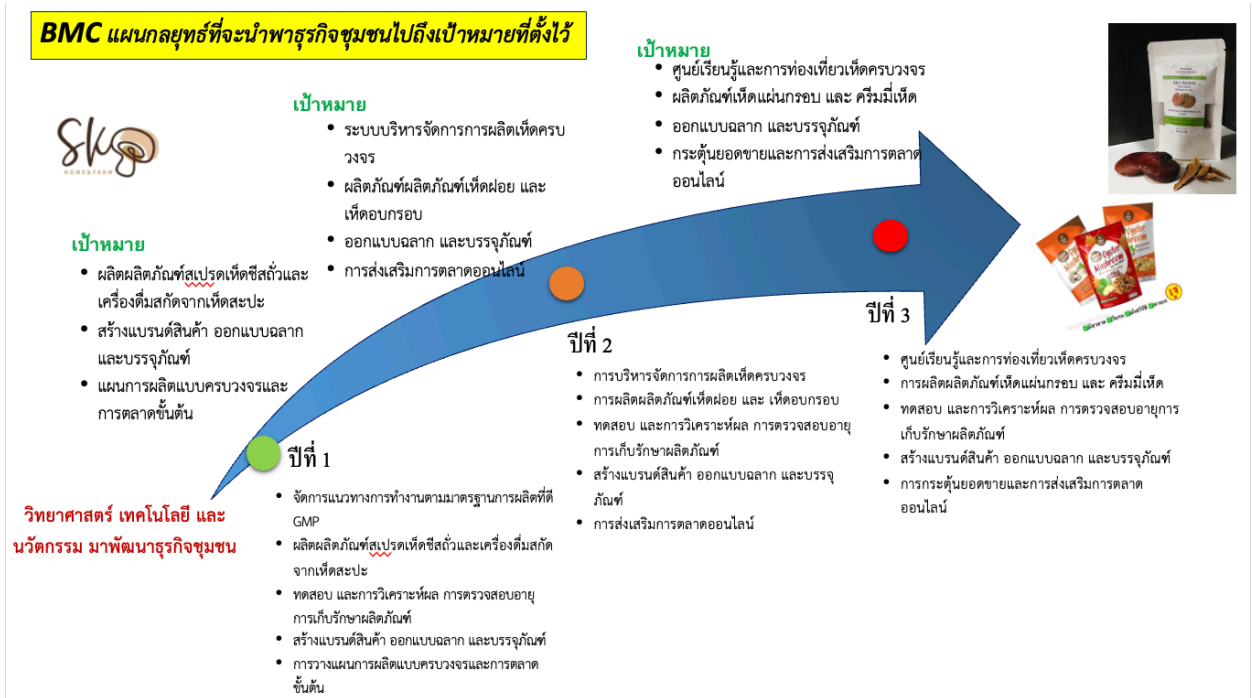 BMC แผนกลยุทธ์ที่จะนำพาธุรกิจชุมชนไปถึงเป้าหมายที่ตั้งไว้
SK
HOME&FARM
เป้าหมาย
• ผลิตผลิตภัณฑ์สเปรดเห็ดชีสถั่วและ
เครื่องดื่มสกัดจากเห็ดสะปะ
• สร้างแบรนด์สินค้า ออกแบบฉลาก
และบรรจุภัณฑ์
• แผนการผลิตแบบครบวงจรและ
การตลาดขั้นต้น
เป้าหมาย
• ระบบบริหารจัดการการผลิตเห็ดครบ
วงจร
• ผลิตภัณฑ์ผลิตภัณฑ์เห็ดฝอย และ
เห็ดอบกรอบ
• ออกแบบฉลาก และบรรจุภัณฑ์
• การส่งเสริมการตลาดออนไลน์
เป้าหมาย
• ศูนย์เรียนรู้และการท่องเที่ยวเห็ดครบวงจร
• ผลิตภัณฑ์เห็ดแผ่นกรอบ และ ครีมมี่เห็ด
• ออกแบบฉลาก และบรรจุภัณฑ์
• กระตุ้นยอดขายและการส่งเสริมการตลาด
ออนไลน์
วิทยาศาสตร์ เทคโนโลยี และ
นวัตกรรม มาพัฒนาธุรกิจชุมชน
ปีที่ 1
• จัดการแนวทางการทำงานตามมาตรฐานการผลิตที่ดี
GMP
• ผลิตผลิตภัณฑ์สเปรดเห็ดชีสถั่วและเครื่องดื่มสกัด
จากเห็ดสะปะ
• ทดสอบ และการวิเคราะห์ผล การตรวจสอบอายุ
การเก็บรักษาผลิตภัณฑ์
• สร้างแบรนด์สินค้า ออกแบบฉลาก และบรรจุภัณฑ์
• การวางแผนการผลิตแบบครบวงจรและการตลาด
ขั้นต้น
ปีที่ 2
• การบริหารจัดการการผลิตเห็ดครบวงจร
• การผลิตผลิตภัณฑ์เห็ดฝอย และ เห็ดอบกรอบ
• ทดสอบ และการวิเคราะห์ผล การตรวจสอบอายุ
การเก็บรักษาผลิตภัณฑ์
• สร้างแบรนด์สินค้า ออกแบบฉลาก และบรรจุ
ภัณฑ์
• การส่งเสริมการตลาดออนไลน์
ปีที่ 3
• ศูนย์เรียนรู้และการท่องเที่ยวเห็ดครบวงจร
• การผลิตผลิตภัณฑ์เห็ดแผ่นกรอบ และ ครีมมี่เห็ด
• ทดสอบ และการวิเคราะห์ผล การตรวจสอบอายุการ
เก็บรักษาผลิตภัณฑ์
• สร้างแบรนด์สินค้า ออกแบบฉลาก และบรรจุภัณฑ์
• การกระตุ้นยอดขายและการส่งเสริมการตลาด
ออนไลน์
Oyster
Mushroom
เจ